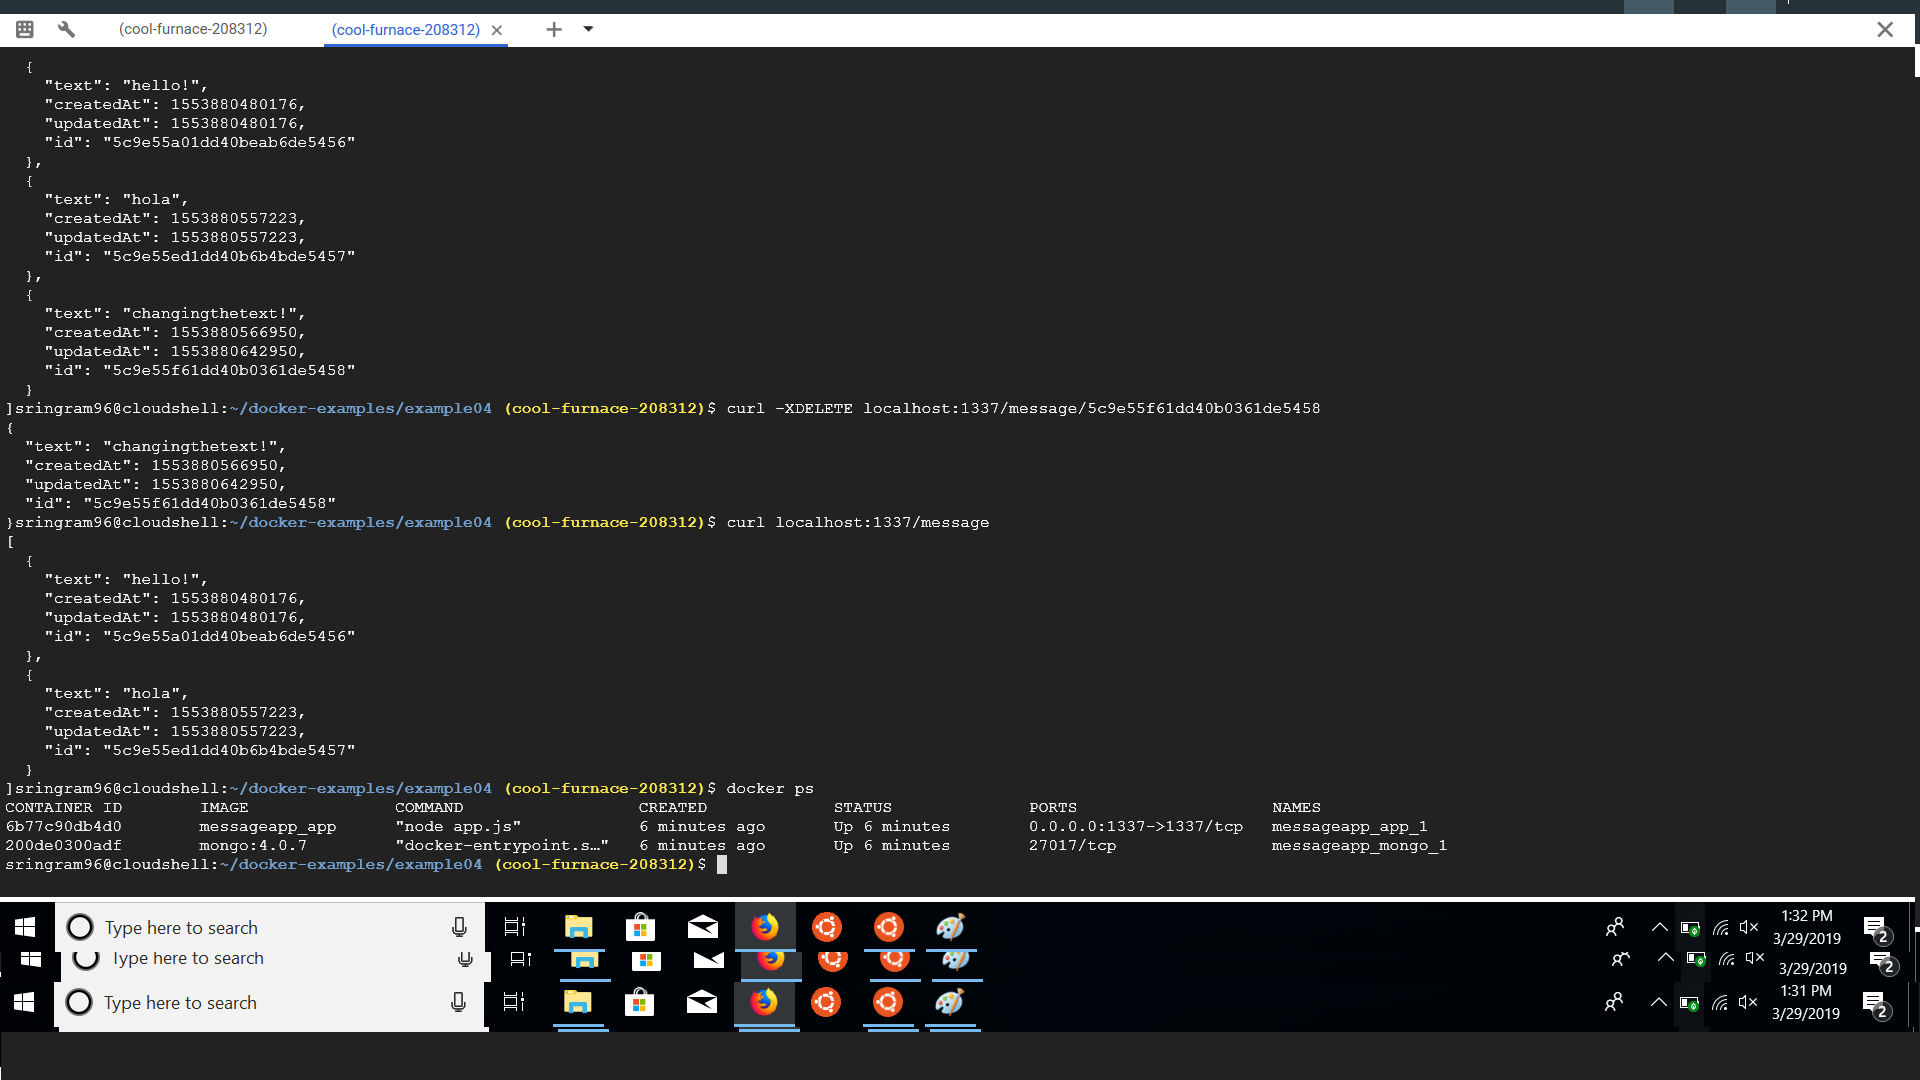 (cool-furnace-208312) (cool-furnace-208312)
{
"text": "hello!",
"createdAt": 1553880480176,
"updatedAt": 1553880480176,
"id": "5c9e55a01dd40beab6de5456"
},
{
"text": "hola",
"createdAt": 1553880557223,
"updatedAt": 1553880557223,
"id": "5c9e55ed1dd40b6b4bde5457"
},
{
"text": "changingthetext!",
"createdAt": 1553880566950,
"updatedAt": 1553880642950,
"id": "5c9e55f61dd40b0361de5458"
}
]sringram96@cloudshell:~/docker-examples/example04 (cool-furnace-208312)$ curl -XDELETE localhost:1337/message/5c9e55f61dd40b0361de5458
{
"text": "changingthetext!",
"createdAt": 1553880566950,
"updatedAt": 1553880642950,
"id": "5c9e55f61dd40b0361de5458"
}sringram96@cloudshell:~/docker-examples/example04 (cool-furnace-208312)$ curl localhost:1337/message
[
{
"text": "hello!",
"createdAt": 1553880480176,
"updatedAt": 1553880480176,
"id": "5c9e55a01dd40beab6de5456"
},
{
"text": "hola",
"createdAt": 1553880557223,
"updatedAt": 1553880557223,
"id": "5c9e55ed1dd40b6b4bde5457"
}
]sringram96@cloudshell:~/docker-examples/example04 (cool-furnace-208312)$ docker ps
CONTAINER ID IMAGE COMMAND CREATED STATUS PORTS NAMES
6b77c90db4d0 messageapp_app "node app.js" 6 minutes ago Up 6 minutes 0.0.0.0:1337->1337/tcp messageapp_app_1
200de0300adf mongo:4.0.7 "docker-entrypoint.s…" 6 minutes ago Up 6 minutes 27017/tcp messageapp_mongo_1
sringram96@cloudshell:~/docker-examples/example04 (cool-furnace-208312)$
Type here to search 1:32 PM
3/29/2019 2
Type here to search 3/29/2019 2
Type here to search 1:31 PM
3/29/2019 2